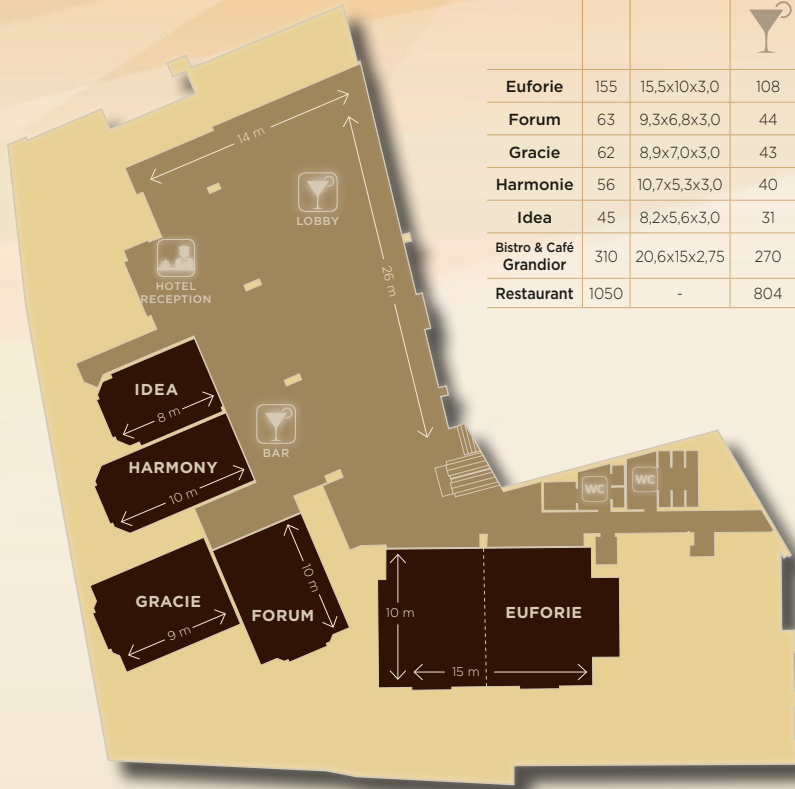 Euforie 155 15,5x10x3,0 108
Forum 63 9,3x6,8x3,0 44
Gracie 62 8,9x7,0x3,0 43
Harmonie 56 10,7x5,3x3,0 40
Idea 45 8,2x5,6x3,0 31
Bistro & Café
Grandior 310 20,6x15x2,75 270
Restaurant 1050 - 804
14 m
LOBBY
26 m
HOTEL
RECEPTION
IDEA
8 m
BAR
HARMONY
10 m
WC
WC
GRACIE
9 m
10 m
FORUM
10 m
EUFORIE
15 m